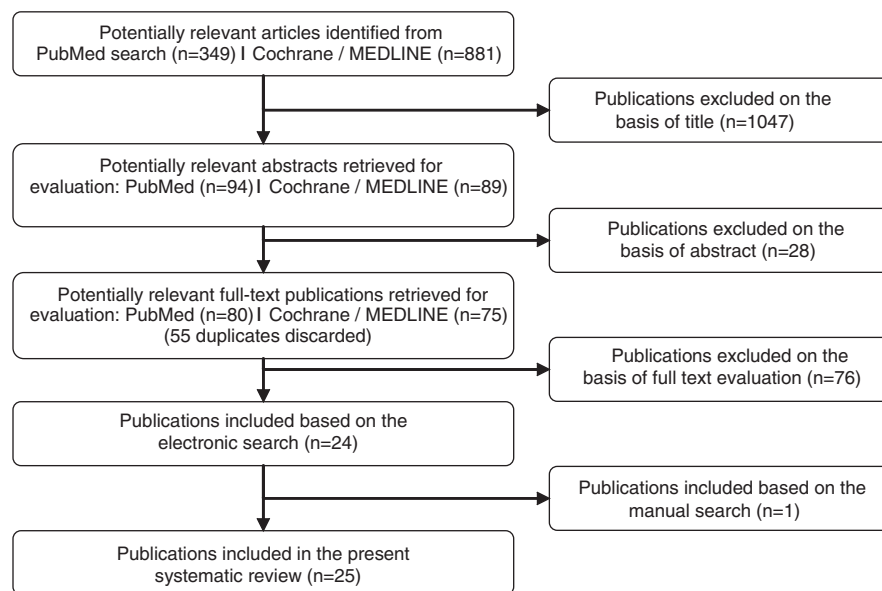 Potentially relevant articles identified from
PubMed search (n=349) I Cochrane / MEDLINE (n=881)
Publications excluded on the
basis of title (n=1047)
Potentially relevant abstracts retrieved for
evaluation: PubMed (n=94) I Cochrane / MEDLINE (n=89)
Publications excluded on the
basis of abstract (n=28)
Potentially relevant full-text publications retrieved for
evaluation: PubMed (n=80) I Cochrane / MEDLINE (n=75)
(55 duplicates discarded)
Publications excluded on the
basis of full text evaluation (n=76)
Publications included based on the
electronic search (n=24)
Publications included based on the
manual search (n=1)
Publications included in the present
systematic review (n=25)